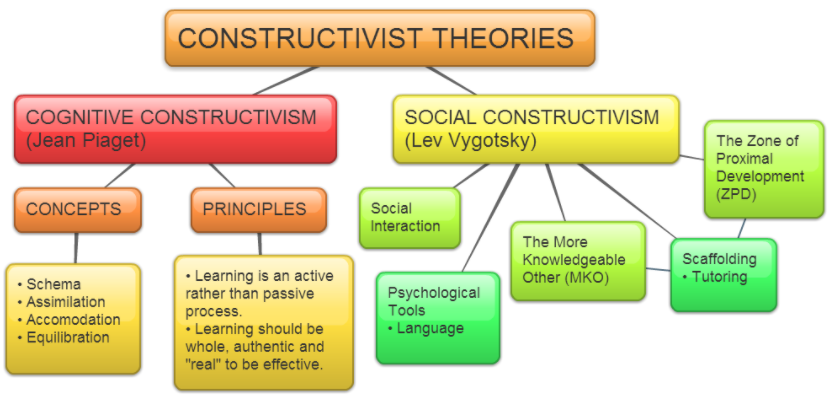 CONSTRUCTIVIST THEORIES
COGNITIVE CONSTRUCTIVISM
(Jean Piaget)
SOCIAL CONSTRUCTIVISM
(Lev Vygotsky)
The Zone of
Proximal
Development
(ZPD)
CONCEPTS
PRINCIPLES
Social
Interaction
The More
Knowledgeable
Other (MKO)
Scaffolding
• Tutoring
• Schema
• Assimilation
• Accomodation
• Equilibration
• Learning is an active
rather than passive
process.
• Learning should be
whole, authentic and
"real" to be effective.
Psychological
Tools
• Language